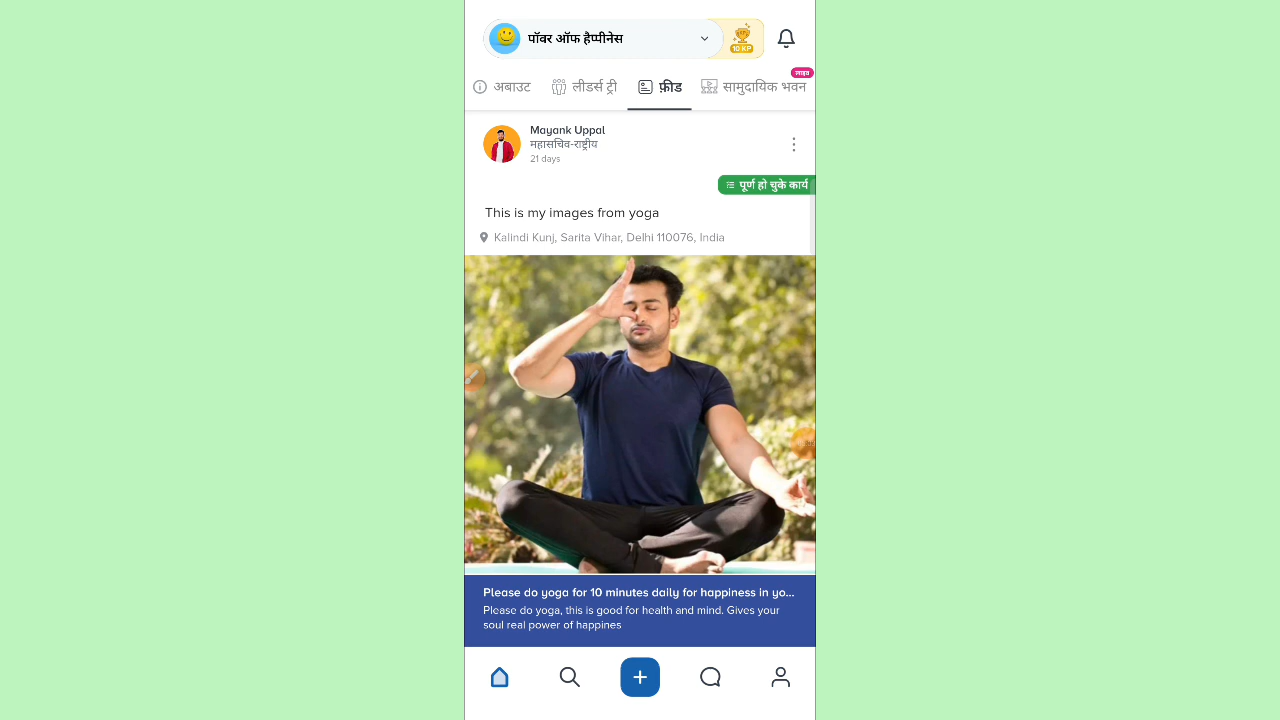 पॉवर ऑफ हैप्पीनेस
10 KP
लाइव
अबाउट
लीडर्स ट्री
फ़ीड
सामुदायिक भवन
Mayank Uppal
महासचिव-राष्ट्रीय
21 days
पूर्ण हो चुके कार्य
This is my images from yoga
Kalindi Kunj, Sarita Vihar, Delhi 110076, India
Please do yoga for 10 minutes daily for happiness in yo...
Please do yoga, this is good for health and mind. Gives your
soul real power of happines